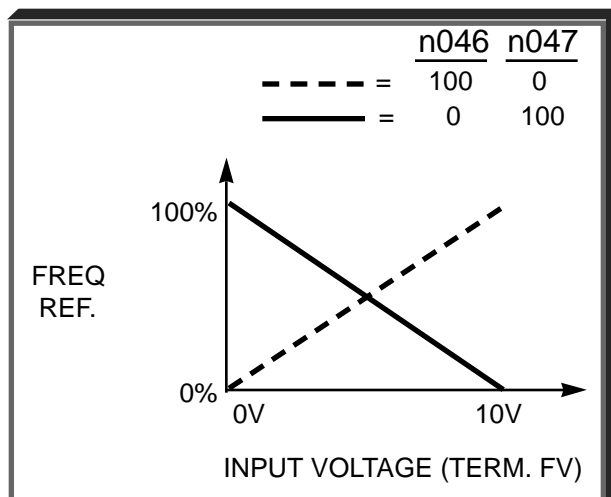 n046 n047
= 100 0
= 0 100
100%
FREQ
REF.
0%
0V 10V
INPUT VOLTAGE (TERM. FV)